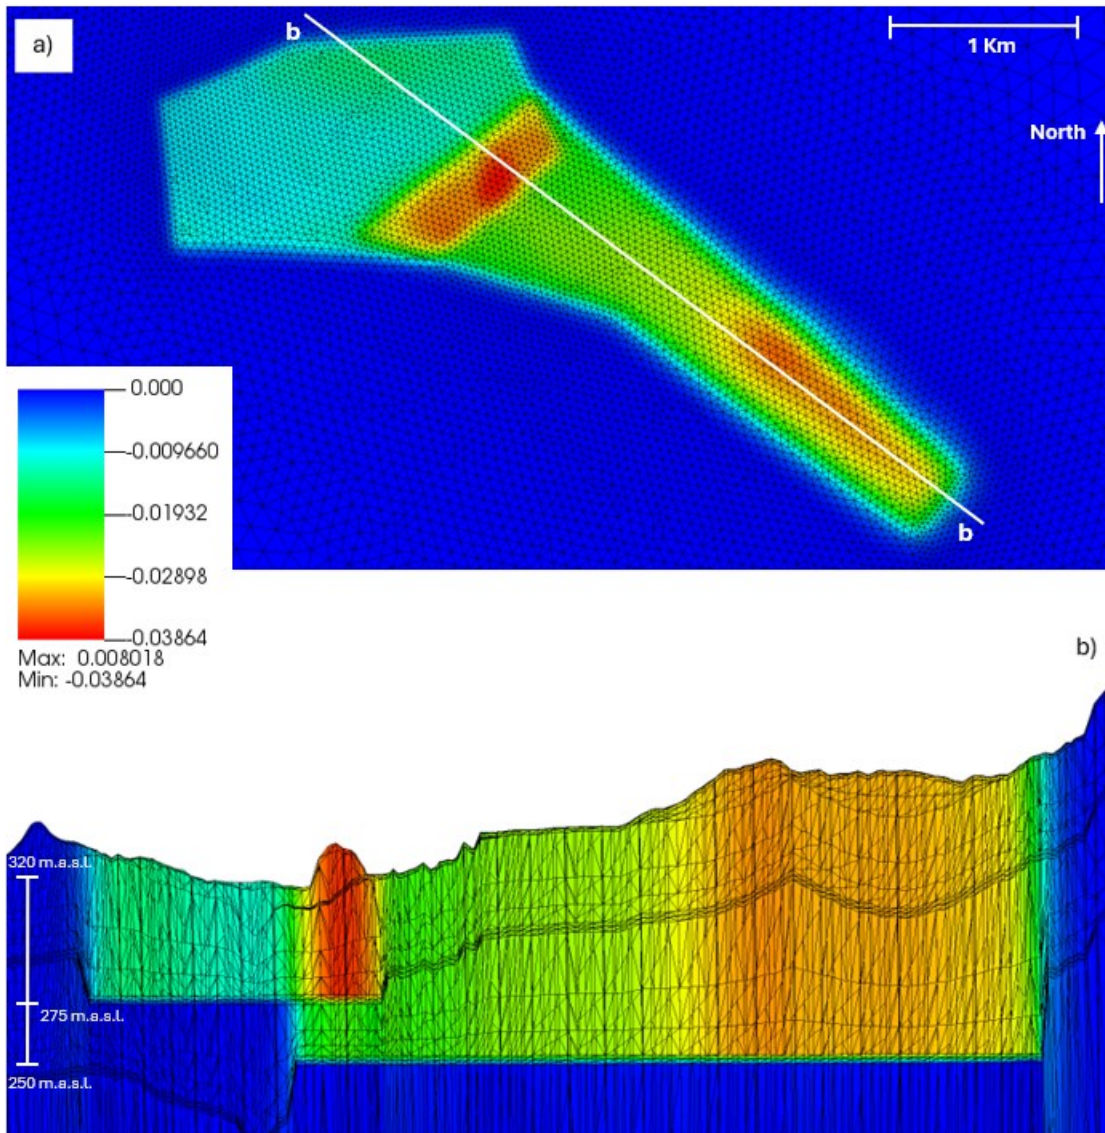 a)
b
1 Km
North
b
0.000
-0.009660
-0.01932
-0.02898
-0.03864
Max: 0.008018
Min: -0.03864
b)
320 m.a.s.l.
275 m.a.s.l.
250 m.a.s.l.